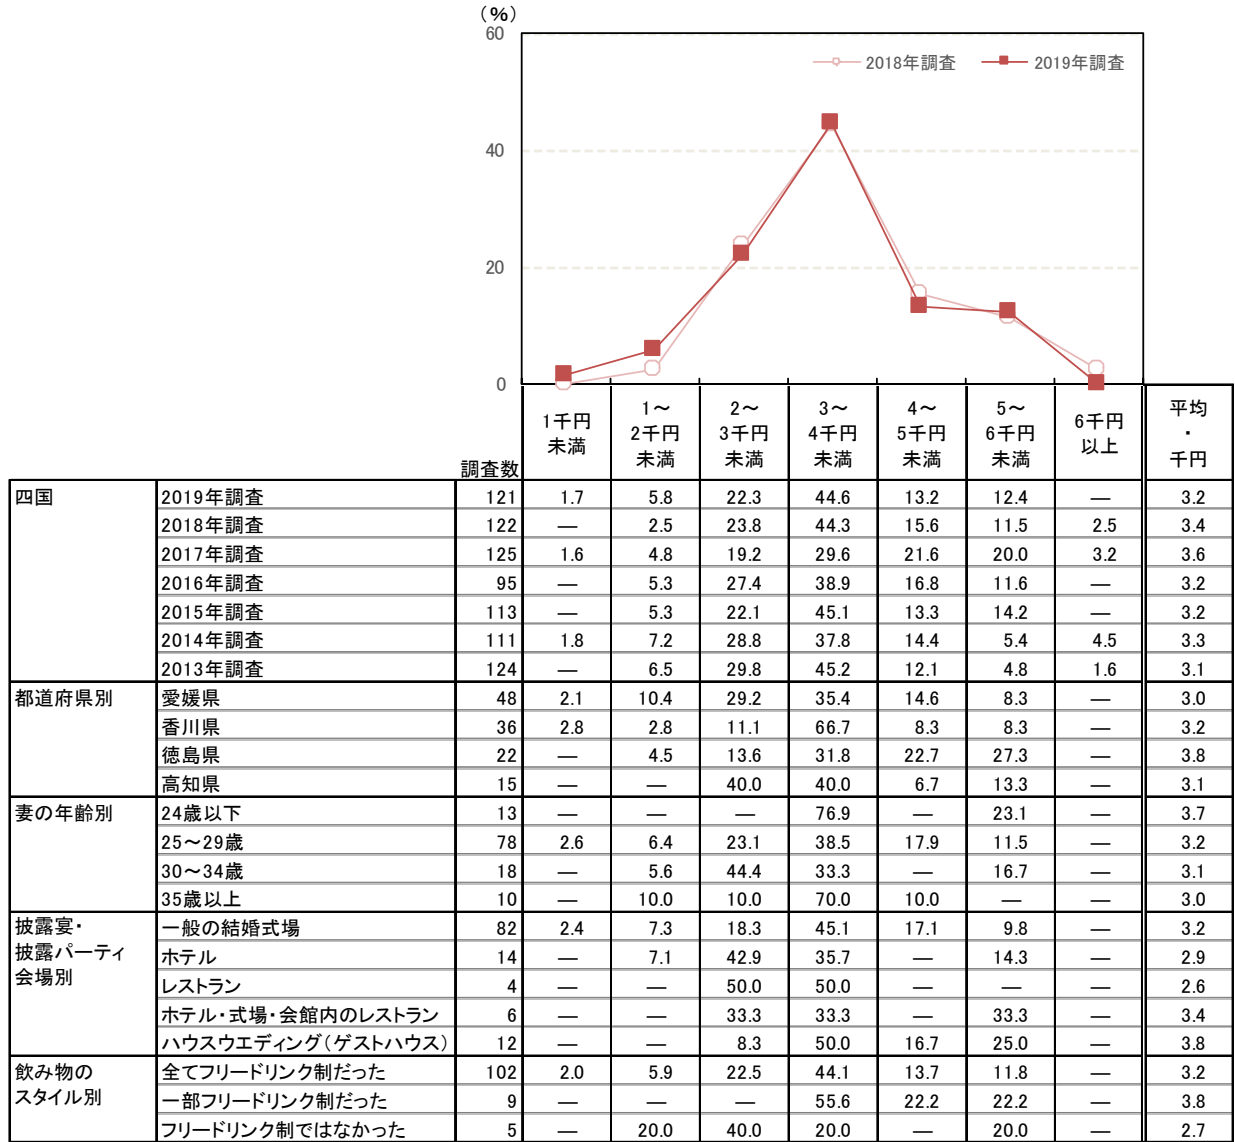 （%）
60
2018年調査 2019年調査
40
20
0
調査数 1千円未満 1～2千円未満 2～3千円未満 3～4千円未満 4～5千円未満 5～6千円未満 6千円以上 平均・千円
四国 2019年調査 121 1.7 5.8 22.3 44.6 13.2 12.4 ― 3.2
2018年調査 122 ― 2.5 23.8 44.3 15.6 11.5 2.5 3.4
2017年調査 125 1.6 4.8 19.2 29.6 21.6 20.0 3.2 3.6
2016年調査 95 ― 5.3 27.4 38.9 16.8 11.6 ― 3.2
2015年調査 113 ― 5.3 22.1 45.1 13.3 14.2 ― 3.2
2014年調査 111 1.8 7.2 28.8 37.8 14.4 5.4 4.5 3.3
2013年調査 124 ― 6.5 29.8 45.2 12.1 4.8 1.6 3.1
都道府県別 愛媛県 48 2.1 10.4 29.2 35.4 14.6 8.3 ― 3.0
香川県 36 2.8 2.8 11.1 66.7 8.3 8.3 ― 3.2
徳島県 22 ― 4.5 13.6 31.8 22.7 27.3 ― 3.8
高知県 15 ― ― 40.0 40.0 6.7 13.3 ― 3.1
妻の年齢別 24歳以下 13 ― ― ― 76.9 ― 23.1 ― 3.7
25～29歳 78 2.6 6.4 23.1 38.5 17.9 11.5 ― 3.2
30～34歳 18 ― 5.6 44.4 33.3 ― 16.7 ― 3.1
35歳以上 10 ― 10.0 10.0 70.0 10.0 ― ― 3.0
披露宴・披露パーティ会場別 一般の結婚式場 82 2.4 7.3 18.3 45.1 17.1 9.8 ― 3.2
ホテル 14 ― 7.1 42.9 35.7 ― 14.3 ― 2.9
レストラン 4 ― ― 50.0 50.0 ― ― ― 2.6
ホテル・式場・会館内のレストラン 6 ― ― 33.3 33.3 ― 33.3 ― 3.4
ハウスウエディング（ゲストハウス） 12 ― ― 8.3 50.0 16.7 25.0 ― 3.8
飲み物のスタイル別 全てフリードリンク制だった 102 2.0 5.9 22.5 44.1 13.7 11.8 ― 3.2
一部フリードリンク制だった 9 ― ― ― 55.6 22.2 22.2 ― 3.8
フリードリンク制ではなかった 5 ― 20.0 40.0 20.0 ― 20.0 ― 2.7